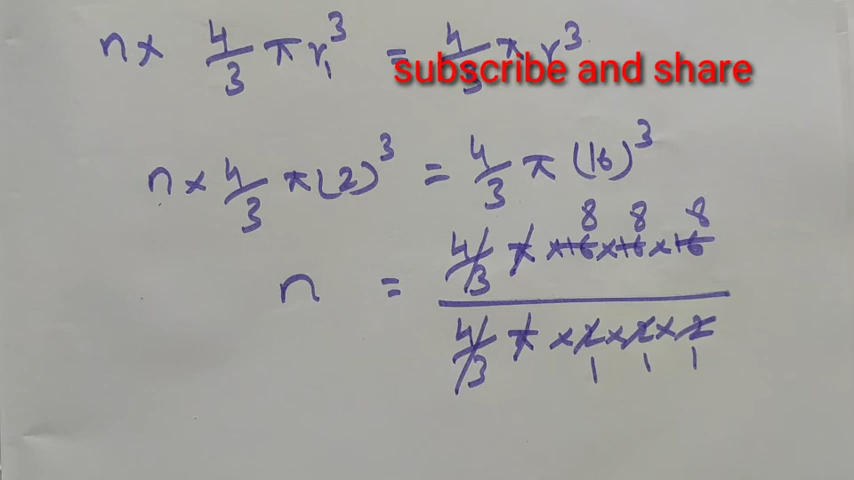 n × 4/3 π r₁³ = 4/3 π r³
subscribe and share
n × 4/3 π (2)³ = 4/3 π (16)³
8 8 8
n = 4/3 π × 16 × 16 × 16
4/3 π × 2 × 2 × 2
1 1 1